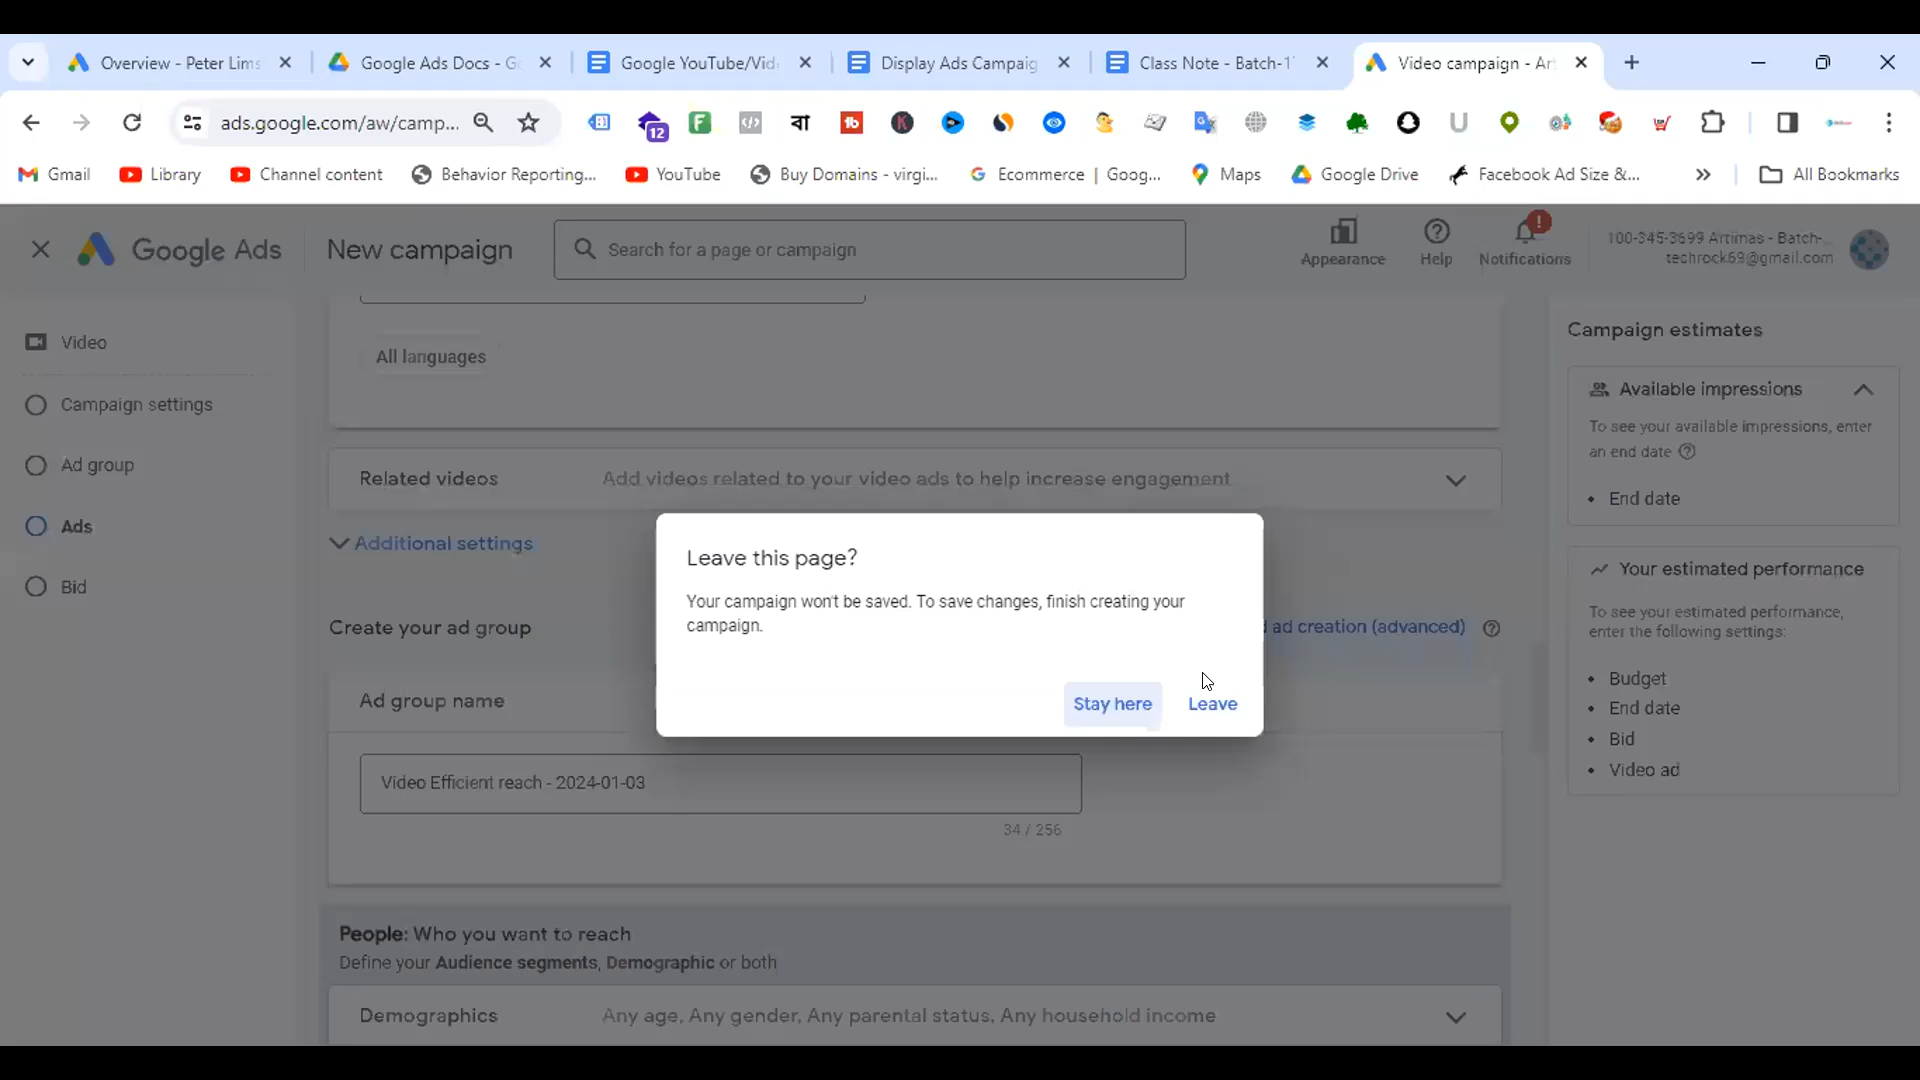 Overview - Peter Lims
Google Ads Docs - G
Google YouTube/Vid
Display Ads Campaig
Class Note - Batch-1
Video campaign - Ar
ads.google.com/aw/camp...
12
বা
Gmail
Library
Channel content
Behavior Reporting...
YouTube
Buy Domains - virgi...
Ecommerce | Goog...
Maps
Google Drive
Facebook Ad Size &...
All Bookmarks
Google Ads
New campaign
Search for a page or campaign
Appearance
Help
Notifications
100-345-3699 Artimas - Batch-...
techrock69@gmail.com
Video
Campaign settings
Ad group
Ads
Bid
All languages
Related videos
Add videos related to your video ads to help increase engagement
Additional settings
Create your ad group
ad creation (advanced)
Ad group name
Video Efficient reach - 2024-01-03
34 / 256
People: Who you want to reach
Define your Audience segments, Demographic or both
Demographics
Any age, Any gender, Any parental status, Any household income
Leave this page?
Your campaign won't be saved. To save changes, finish creating your
campaign.
Stay here
Leave
Campaign estimates
Available impressions
To see your available impressions, enter
an end date
• End date
Your estimated performance
To see your estimated performance,
enter the following settings:
• Budget
• End date
• Bid
• Video ad